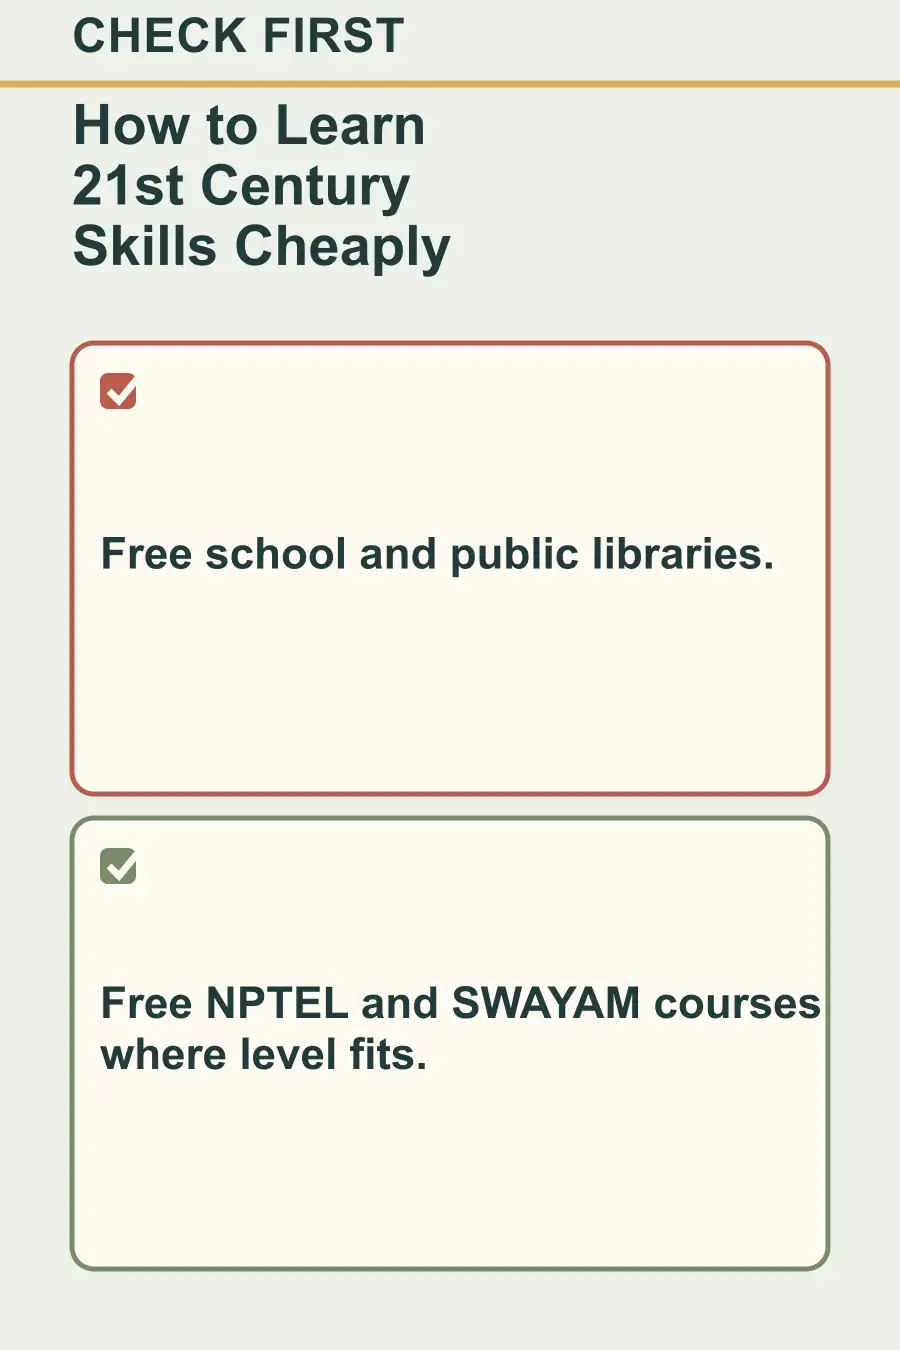 CHECK FIRST
How to Learn
21st Century
Skills Cheaply
Free school and public libraries.
Free NPTEL and SWAYAM courses
where level fits.